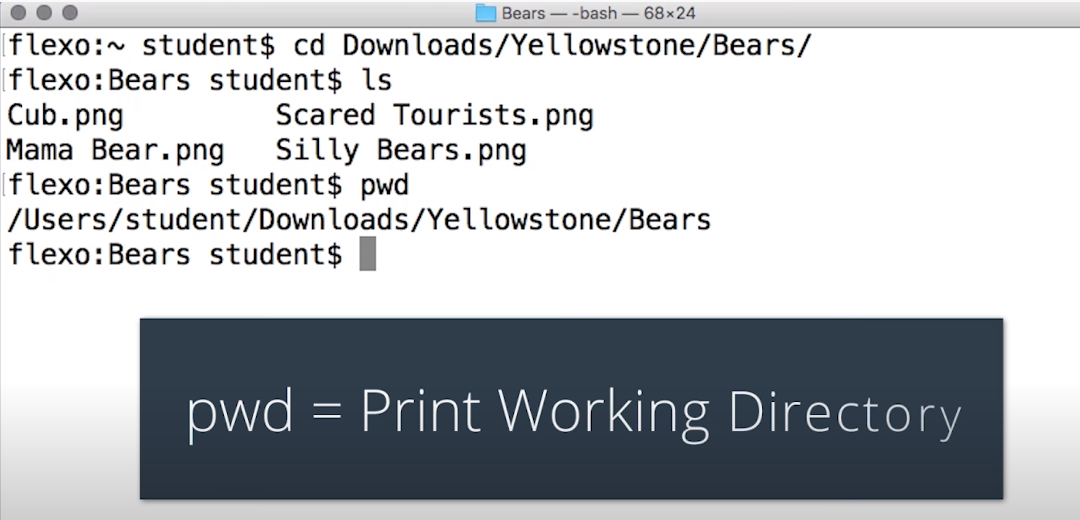 Bears — -bash — 68×24
flexo:~ student$ cd Downloads/Yellowstone/Bears/
flexo:Bears student$ ls
Cub.png Scared Tourists.png
Mama Bear.png Silly Bears.png
flexo:Bears student$ pwd
/Users/student/Downloads/Yellowstone/Bears
flexo:Bears student$
pwd = Print Working Directory